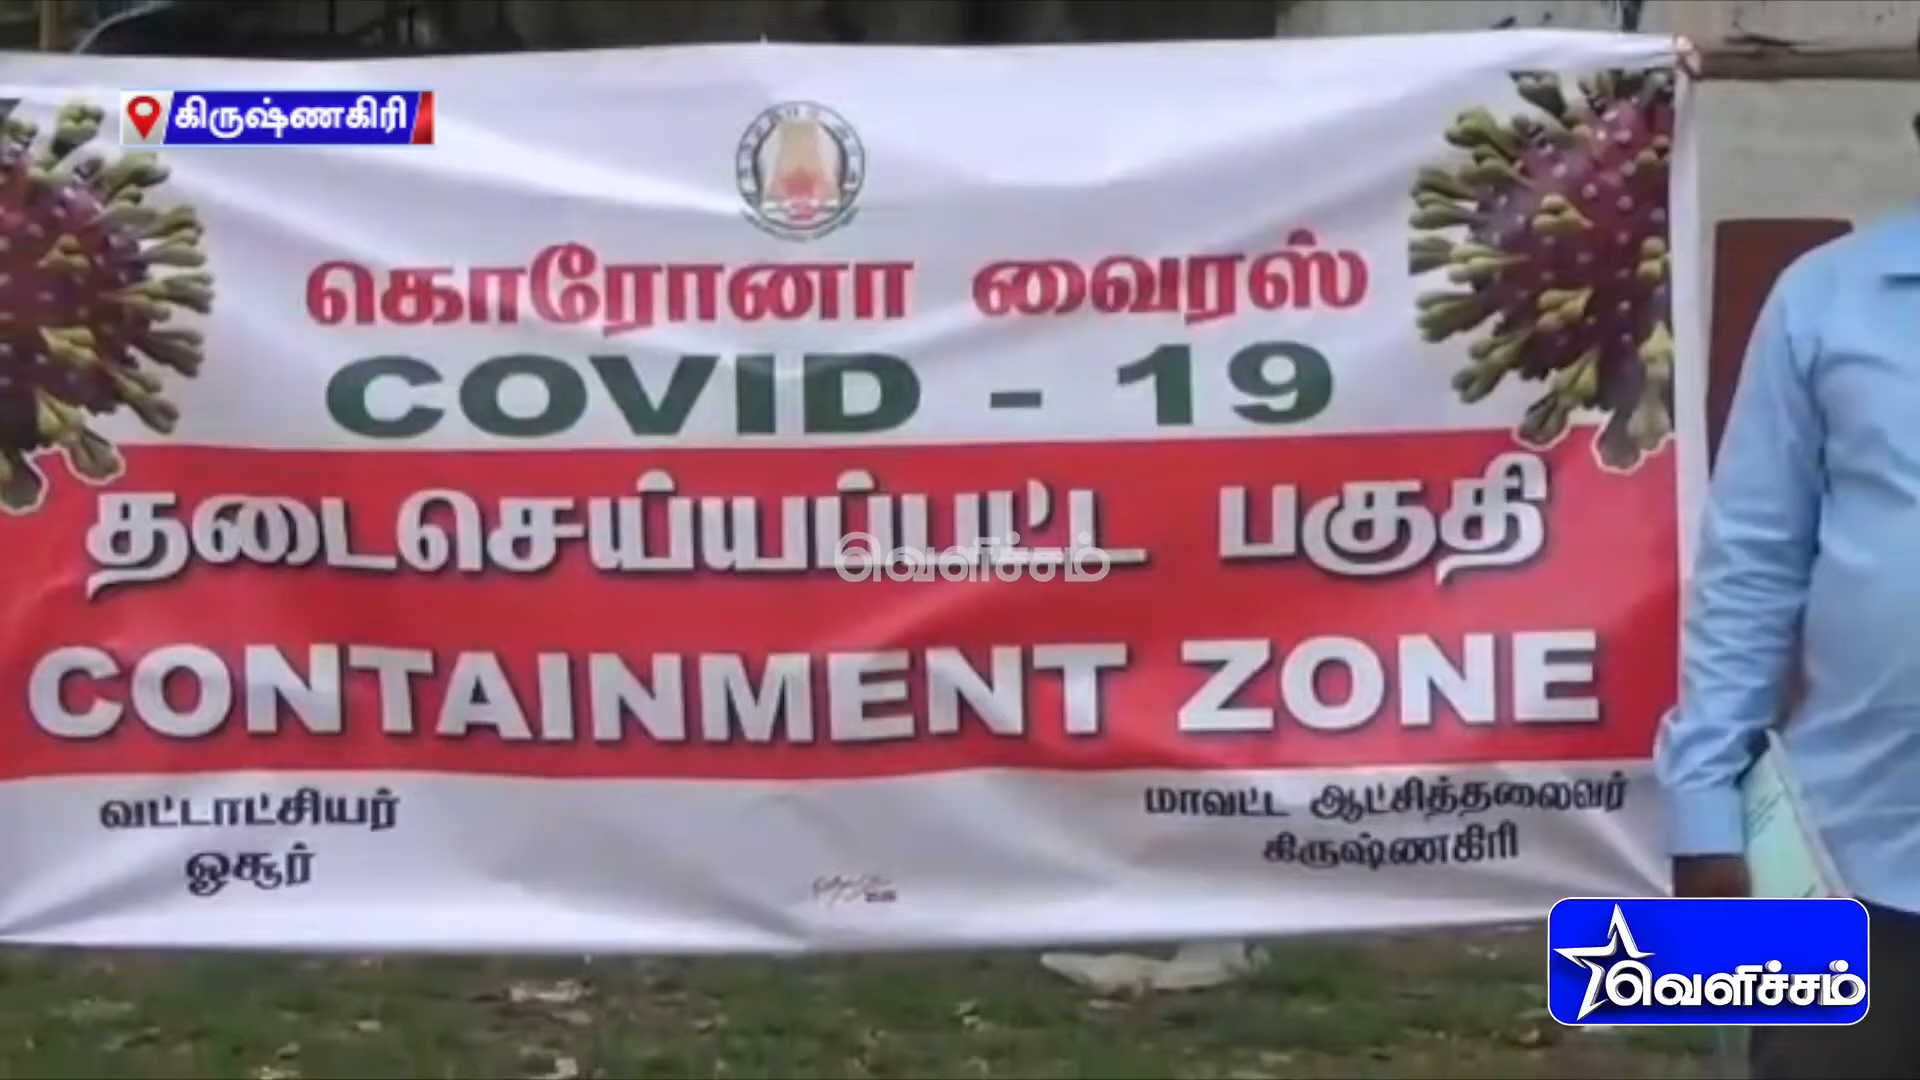 கிருஷ்ணகிரி
கொரோனா வைரஸ்
COVID - 19
தடைசெய்யப்பட்ட பகுதி
வெளிச்சம்
CONTAINMENT ZONE
வட்டாட்சியர்
ஓசூர்
மாவட்ட ஆட்சித்தலைவர்
கிருஷ்ணகிரி
வெளிச்சம்